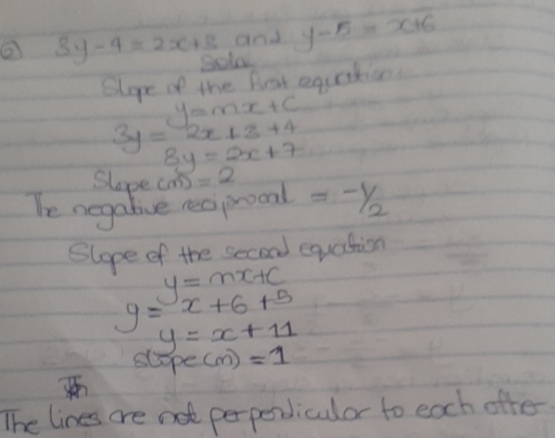 3y-4=2x+3 and y-5=x+6
Soln
Slope of the first equation
y=mx+c
3y=2x+3+4
3y=2x+7
Slope (m) = 2
The negative reciprocal = -1/2
Slope of the second equation
y=mx+c
y= x+6+5
y=x+11
slope (m) = 1
The lines are not perpendicular to each other.